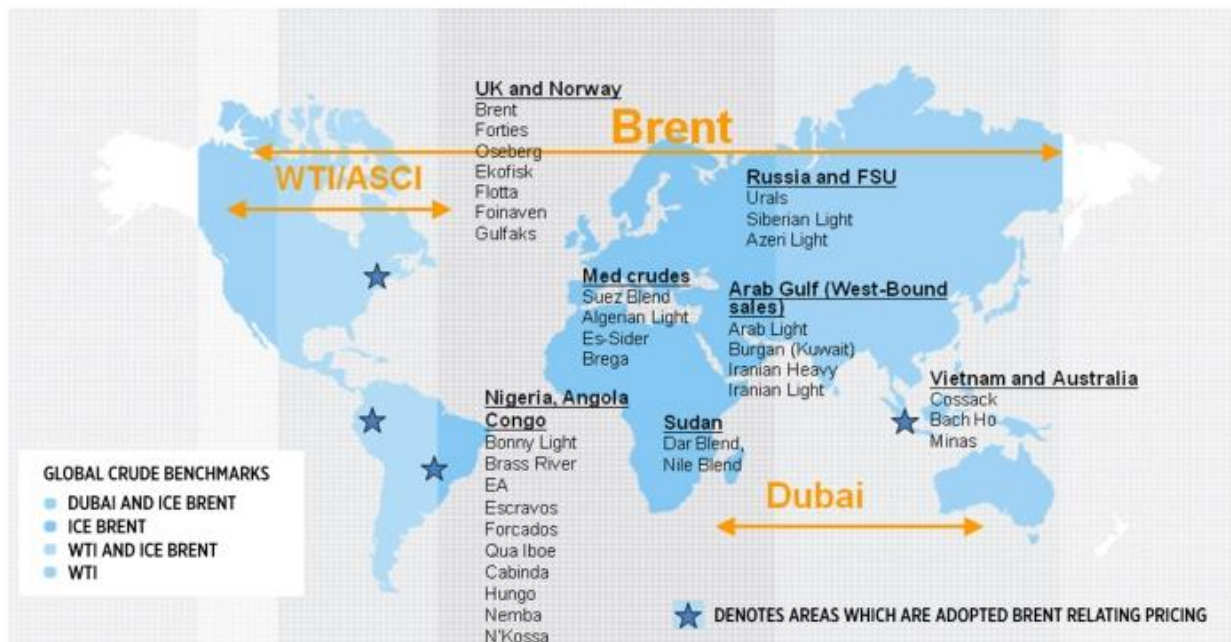 UK and Norway
Brent
Forties
Oseberg
Ekofisk
Flotta
Foinaven
Gulfaks
Brent
WTI/ASCI
Russia and FSU
Urals
Siberian Light
Azeri Light
Med crudes
Suez Blend
Algerian Light
Es-Sider
Brega
Arab Gulf (West-Bound
sales)
Arab Light
Burgan (Kuwait)
Iranian Heavy
Iranian Light
Vietnam and Australia
Cossack
Bach Ho
Minas
Nigeria, Angola
Congo
Bonny Light
Brass River
EA
Escravos
Forcados
Qua Iboe
Cabinda
Hungo
Nemba
N'Kossa
Sudan
Dar Blend,
Nile Blend
Dubai
GLOBAL CRUDE BENCHMARKS
DUBAI AND ICE BRENT
ICE BRENT
WTI AND ICE BRENT
WTI
DENOTES AREAS WHICH ARE ADOPTED BRENT RELATING PRICING